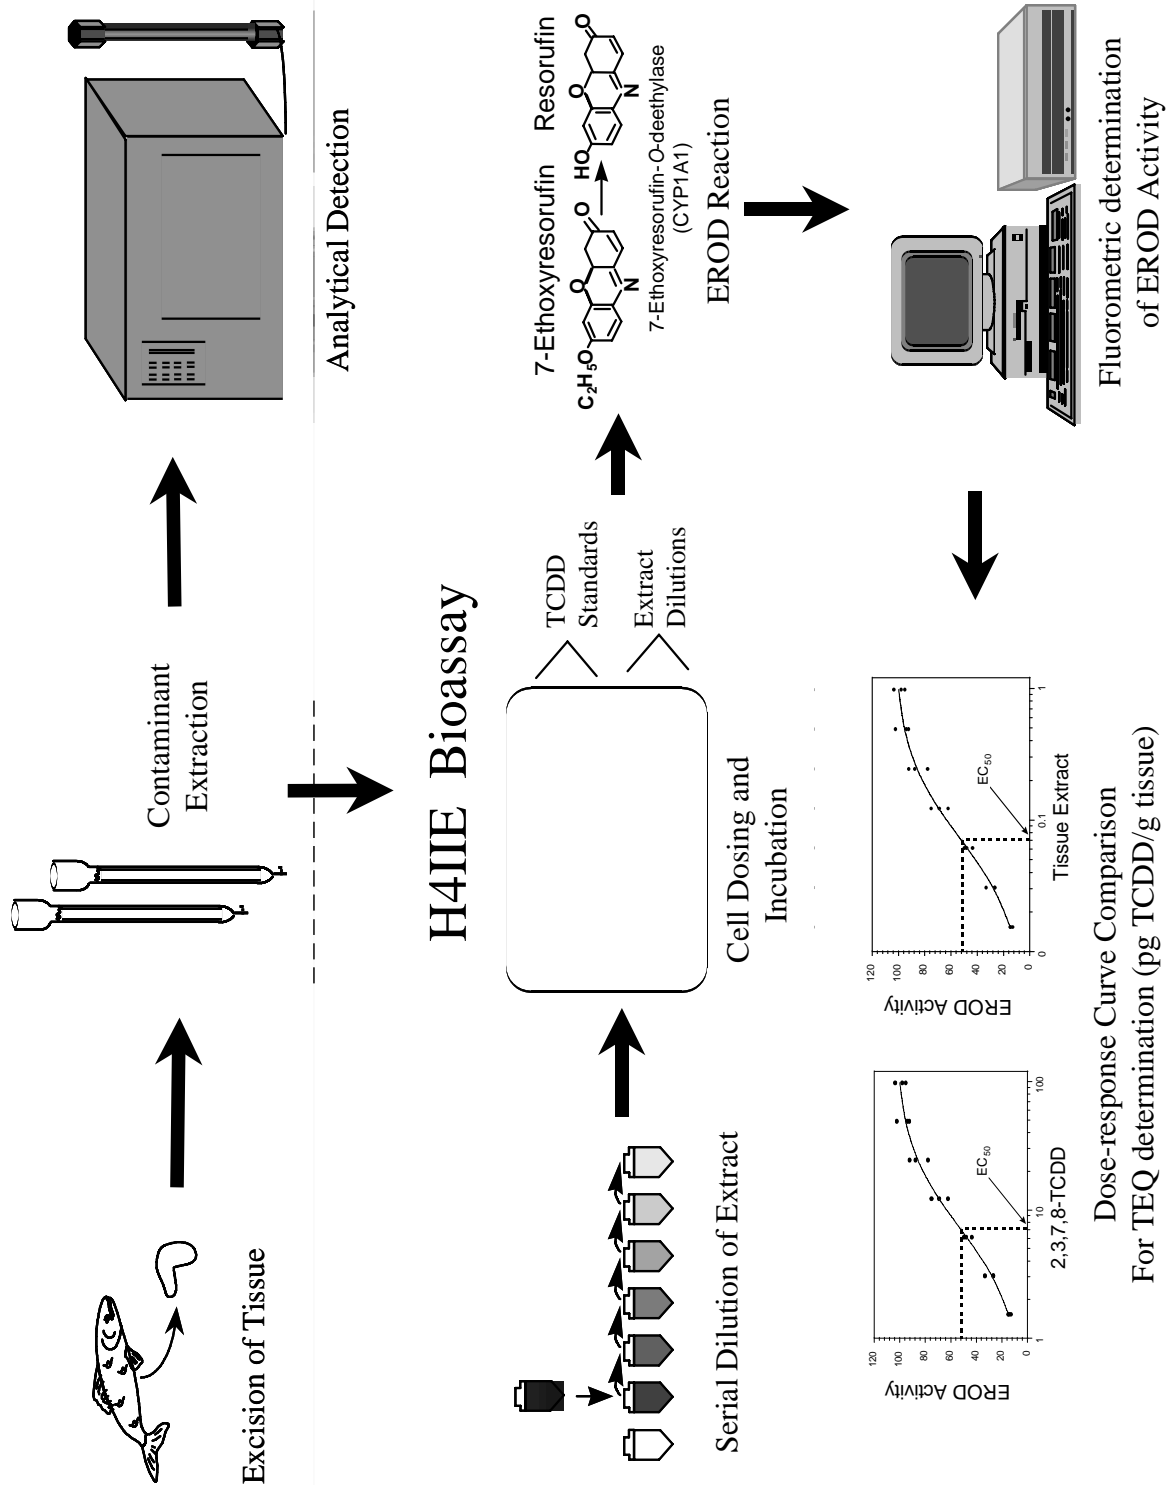 Excision of Tissue
Contaminant
Extraction
Analytical Detection
H4IIE Bioassay
Serial Dilution of Extract
Cell Dosing and
Incubation
TCDD
Standards
Extract
Dilutions
7-Ethoxyresorufin Resorufin
C₂H₅O
O
N
O
HO
O
N
O
7-Ethoxyresorufin-O-deethylase
(CYP1A1)
EROD Reaction
Fluorometric determination
of EROD Activity
EROD Activity
120
100
80
60
40
20
0
EC₅₀
1
10
100
2,3,7,8-TCDD
EROD Activity
120
100
80
60
40
20
0
EC₅₀
0
0.1
1
Tissue Extract
Dose-response Curve Comparison
For TEQ determination (pg TCDD/g tissue)